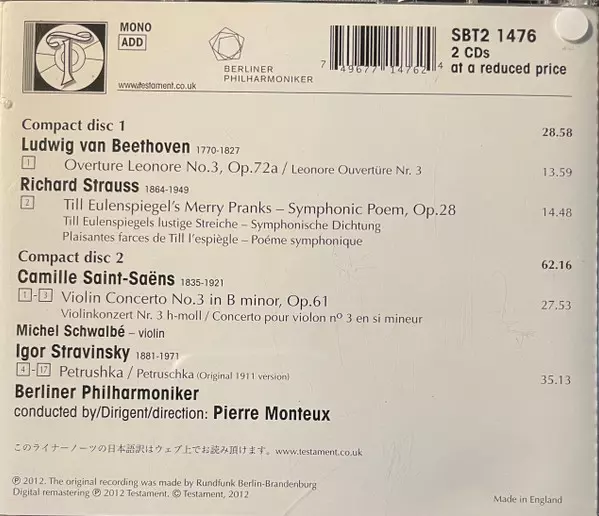 MONO
ADD
www.testament.co.uk
BERLINER
PHILHARMONIKER
7 49677 14762 4
SBT2 1476
2 CDs
at a reduced price
Compact disc 1 28.58
Ludwig van Beethoven 1770-1827
1 Overture Leonore No.3, Op.72a / Leonore Ouvertüre Nr. 3 13.59
Richard Strauss 1864-1949
2 Till Eulenspiegel's Merry Pranks – Symphonic Poem, Op.28 14.48
Till Eulenspiegels lustige Streiche – Symphonische Dichtung
Plaisantes farces de Till l'espiègle – Poéme symphonique
Compact disc 2 62.16
Camille Saint-Saëns 1835-1921
1-3 Violin Concerto No.3 in B minor, Op.61 27.53
Violinkonzert Nr. 3 h-moll / Concerto pour violon nº 3 en si mineur
Michel Schwalbé – violin
Igor Stravinsky 1881-1971
4-17 Petrushka / Petruschka (Original 1911 version) 35.13
Berliner Philharmoniker
conducted by/Dirigent/direction: Pierre Monteux
このライナーノーツの日本語訳はウェブ上でお読み頂けます。www.testament.co.uk
℗ 2012. The original recording was made by Rundfunk Berlin-Brandenburg
Digital remastering ℗ 2012 Testament. © Testament, 2012
Made in England